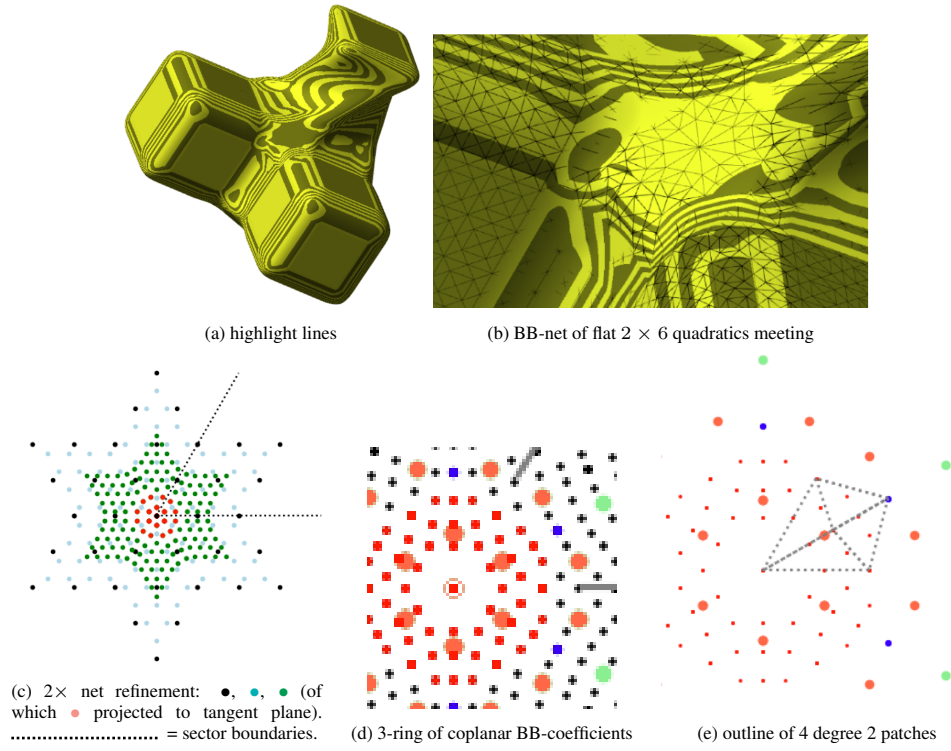 (a) highlight lines
(b) BB-net of flat 2 × 6 quadratics meeting
(c) 2× net refinement: ●, ●, ● (of
which ● projected to tangent plane).
.................... = sector boundaries.
(d) 3-ring of coplanar BB-coefficients
(e) outline of 4 degree 2 patches